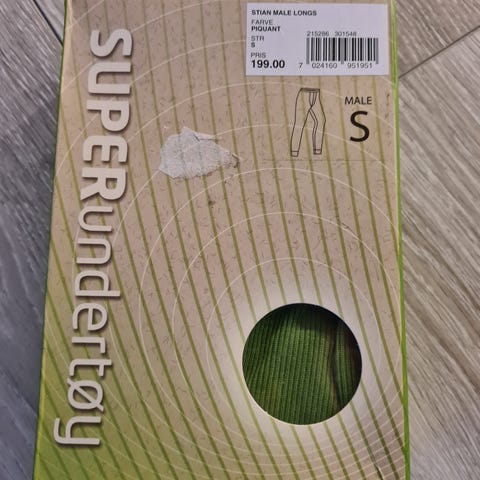 STIAN MALE LONGS
FARVE
PIQUANT
STR
S
PRIS
199.00
215286 301548
7 024160 951951
MALE
S
SUPERundertøy